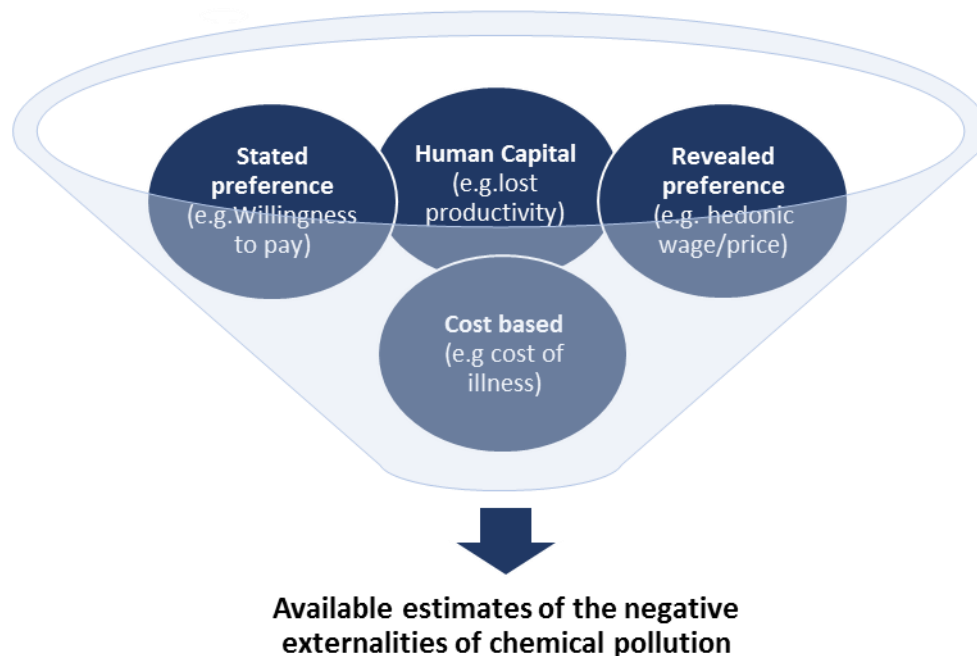 Stated
preference
(e.g.Willingness
to pay)
Human Capital
(e.g.lost
productivity)
Revealed
preference
(e.g. hedonic
wage/price)
Cost based
(e.g cost of
illness)
Available estimates of the negative
externalities of chemical pollution